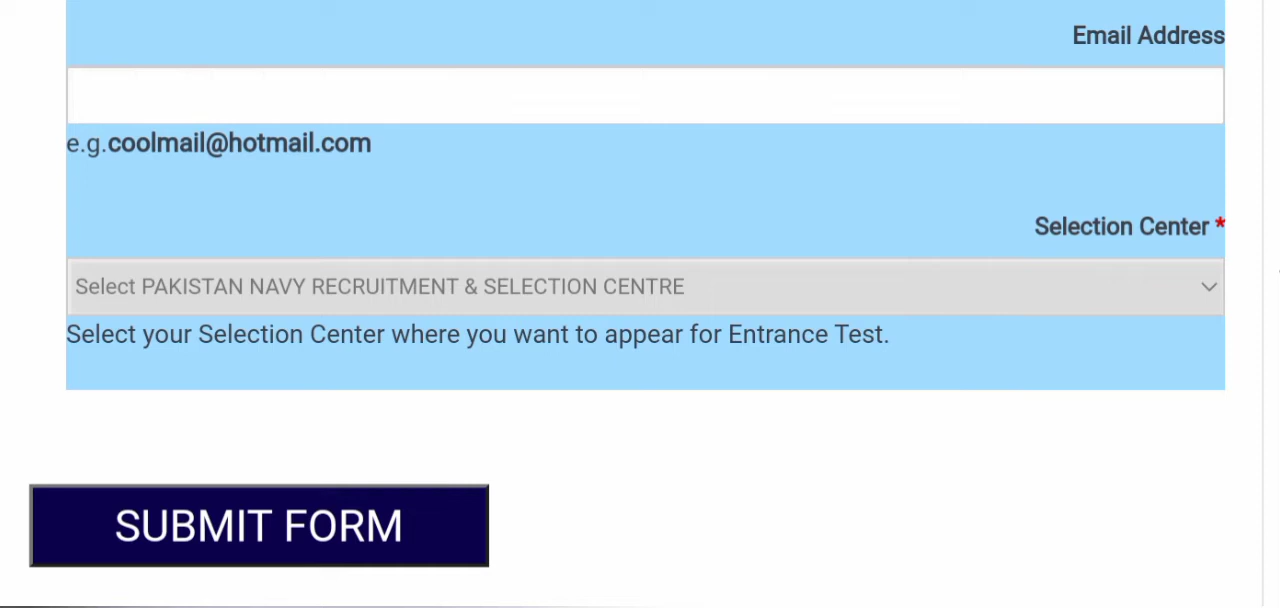 Email Address
e.g.coolmail@hotmail.com
Selection Center *
Select PAKISTAN NAVY RECRUITMENT & SELECTION CENTRE
Select your Selection Center where you want to appear for Entrance Test.
SUBMIT FORM